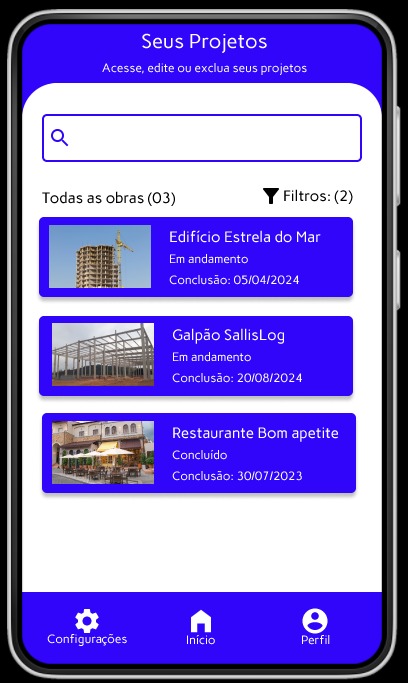 Seus Projetos
Acesse, edite ou exclua seus projetos
Todas as obras (03)
Filtros: (2)
Edifício Estrela do Mar
Em andamento
Conclusão: 05/04/2024
Galpão SallisLog
Em andamento
Conclusão: 20/08/2024
Restaurante Bom apetite
Concluído
Conclusão: 30/07/2023
Configurações
Início
Perfil